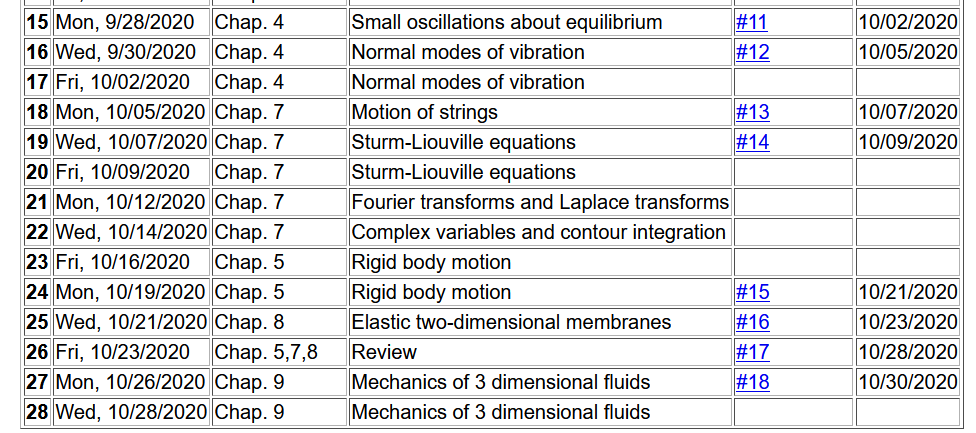 15 Mon, 9/28/2020 Chap. 4 Small oscillations about equilibrium #11 10/02/2020
16 Wed, 9/30/2020 Chap. 4 Normal modes of vibration #12 10/05/2020
17 Fri, 10/02/2020 Chap. 4 Normal modes of vibration
18 Mon, 10/05/2020 Chap. 7 Motion of strings #13 10/07/2020
19 Wed, 10/07/2020 Chap. 7 Sturm-Liouville equations #14 10/09/2020
20 Fri, 10/09/2020 Chap. 7 Sturm-Liouville equations
21 Mon, 10/12/2020 Chap. 7 Fourier transforms and Laplace transforms
22 Wed, 10/14/2020 Chap. 7 Complex variables and contour integration
23 Fri, 10/16/2020 Chap. 5 Rigid body motion
24 Mon, 10/19/2020 Chap. 5 Rigid body motion #15 10/21/2020
25 Wed, 10/21/2020 Chap. 8 Elastic two-dimensional membranes #16 10/23/2020
26 Fri, 10/23/2020 Chap. 5,7,8 Review #17 10/28/2020
27 Mon, 10/26/2020 Chap. 9 Mechanics of 3 dimensional fluids #18 10/30/2020
28 Wed, 10/28/2020 Chap. 9 Mechanics of 3 dimensional fluids